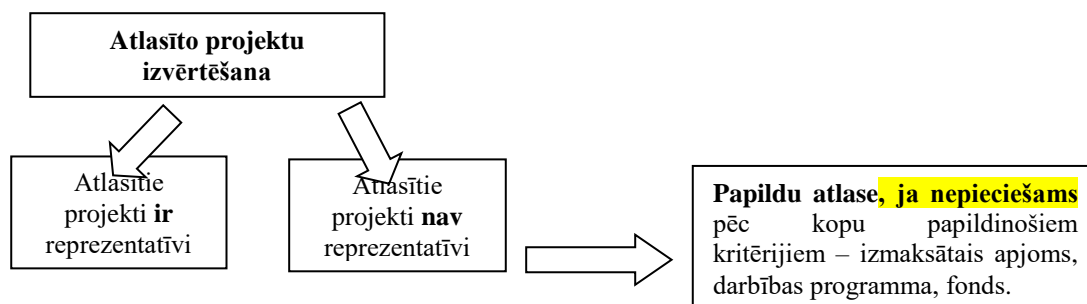 Atlasīto projektu
izvērtēšana
Atlasītie
projekti ir
reprezentatīvi
Atlasītie
projekti nav
reprezentatīvi
Papildu atlase, ja nepieciešams
pēc kopu papildinošiem
kritērijiem – izmaksātais apjoms,
darbības programma, fonds.